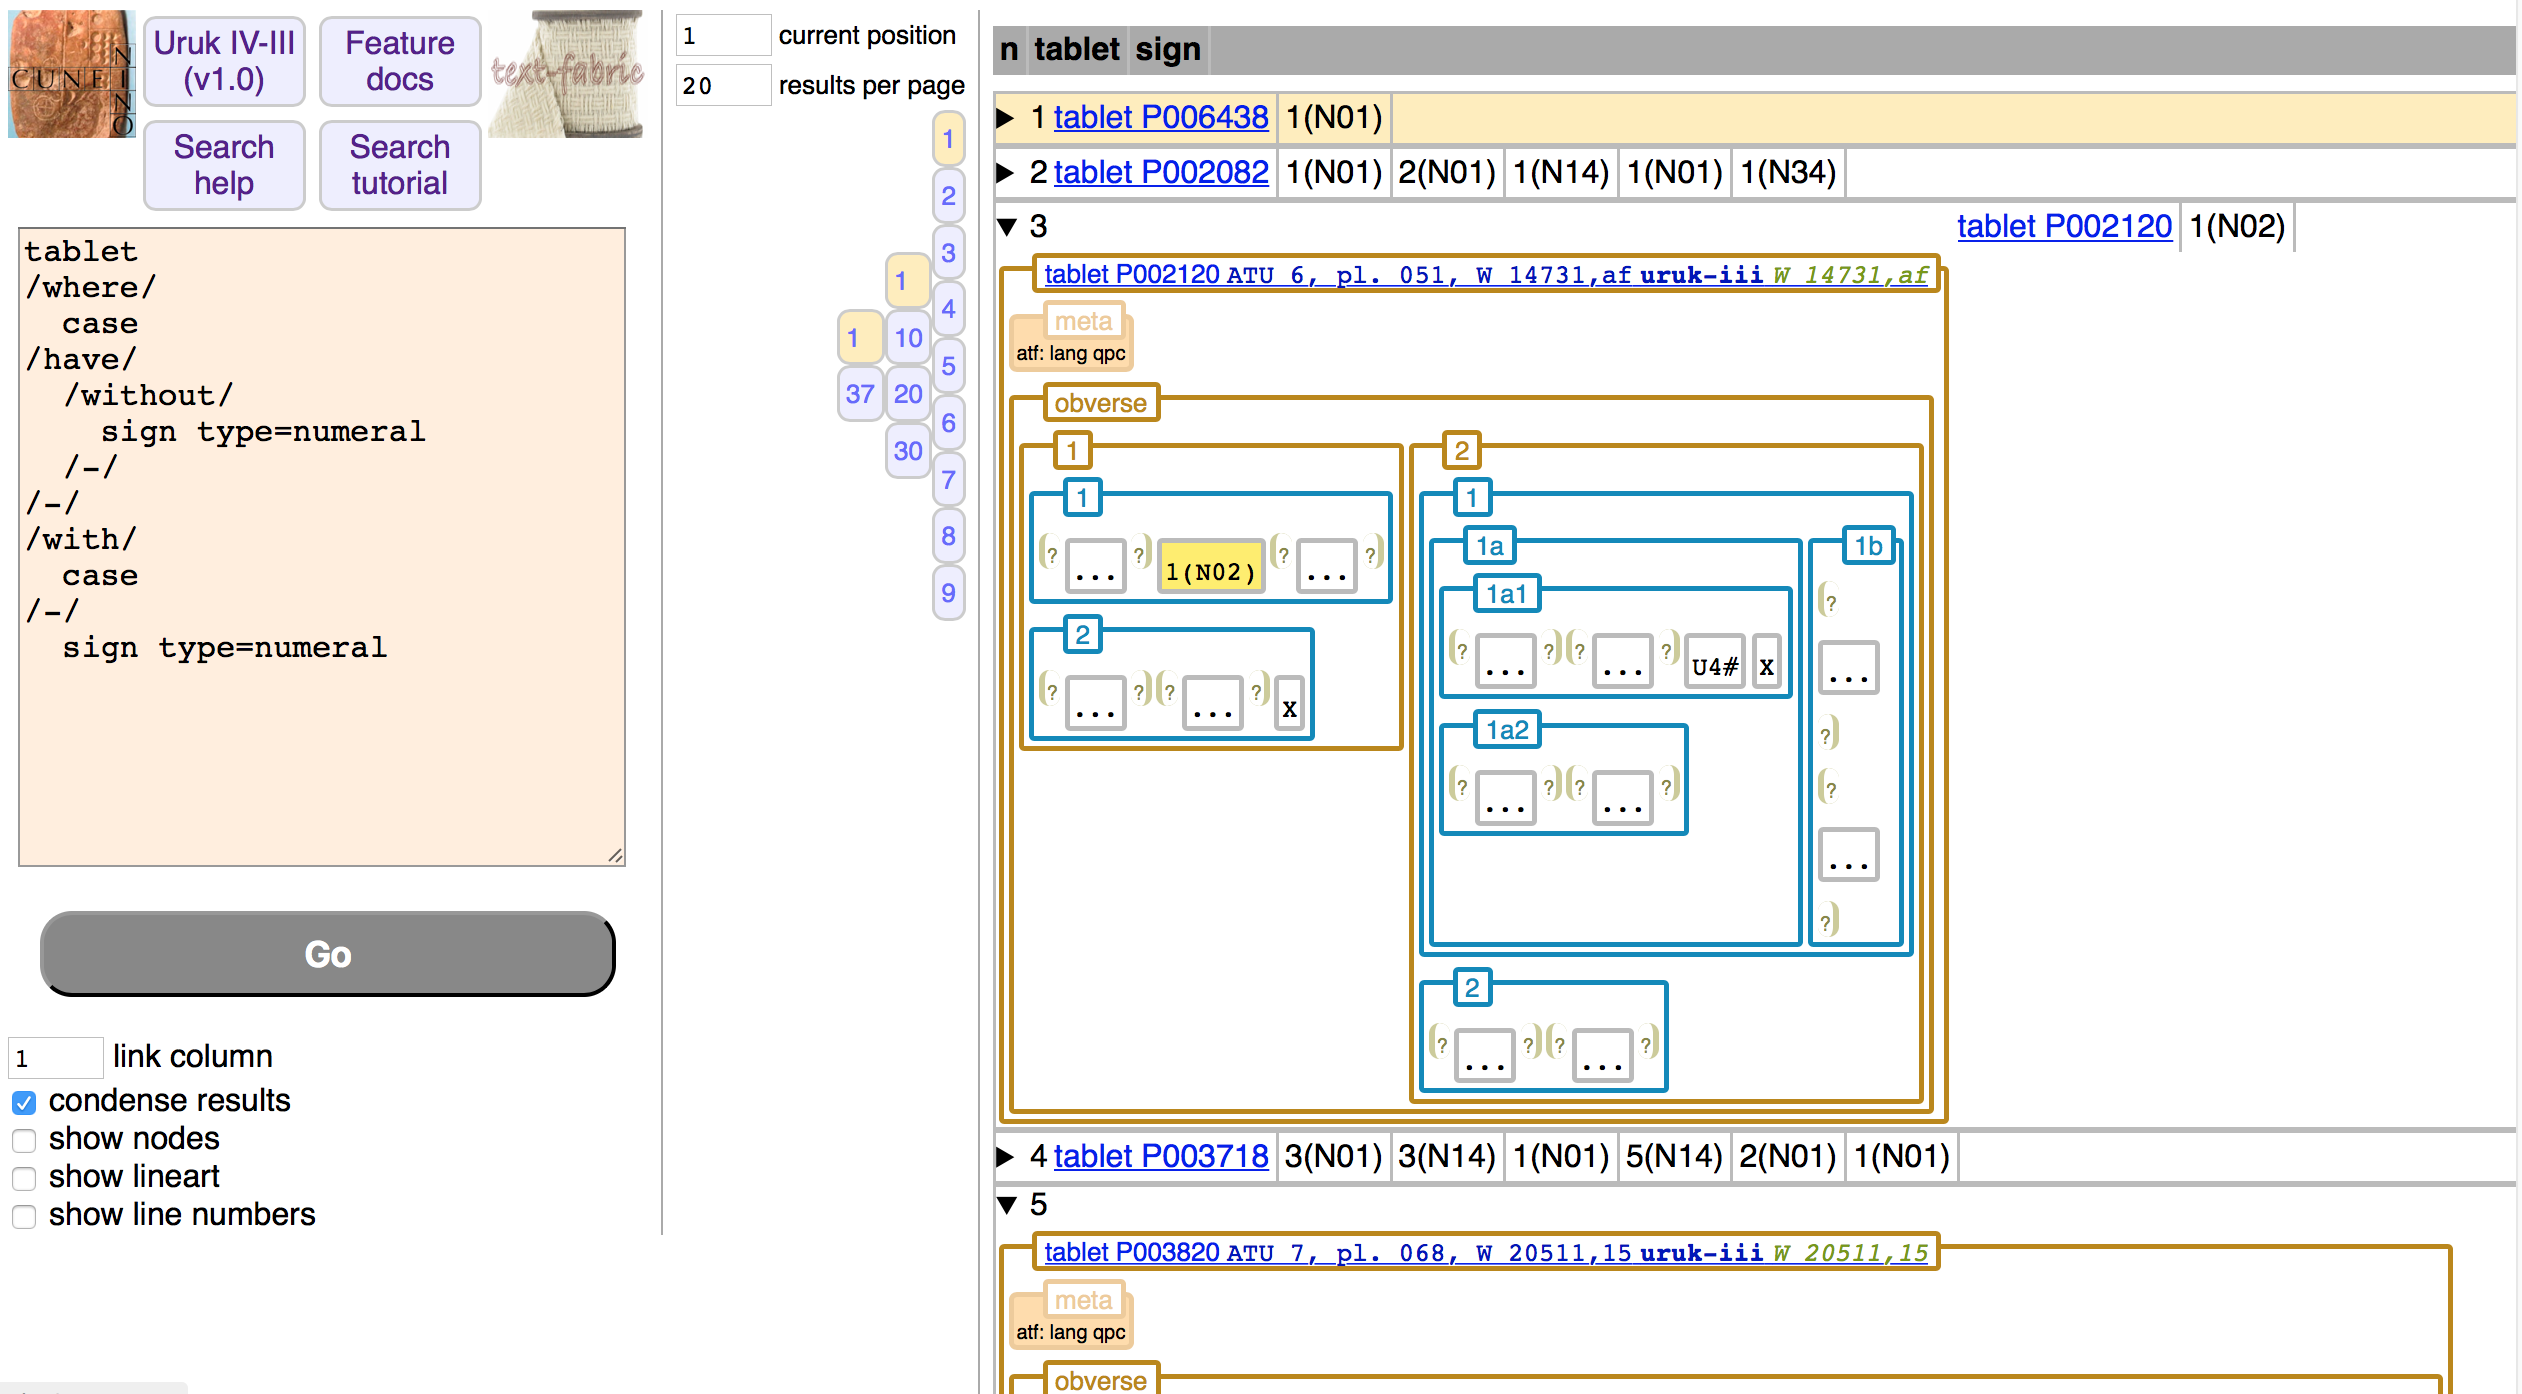 CUNEI
NINO
Uruk IV-III
(v1.0)
Feature
docs
text-fabric
Search
help
Search
tutorial
tablet
/where/
  case
/have/
  /without/
    sign type=numeral
  /-/
/-/
/with/
  case
/-/
  sign type=numeral
Go
1 link column
condense results
show nodes
show lineart
show line numbers
1 current position
20 results per page
1
2
3
1
4
1 10
5
37 20
6
30
7
8
9
n tablet sign
1 tablet P006438 1(N01)
2 tablet P002082 1(N01) 2(N01) 1(N14) 1(N01) 1(N34)
3 tablet P002120 1(N02)
tablet P002120 ATU 6, pl. 051, W 14731,af uruk-iii W 14731,af
meta
atf: lang qpc
obverse
1
1
(? ... ?) 1(N02) (? ... ?)
2
(? ... ?) (? ... ?) X
2
1
1a
1a1
(? ... ?) (? ... ?) U4# X
1a2
(? ... ?) (? ... ?)
1b
(?
...
?)
(?
...
?)
2
(? ... ?) (? ... ?)
4 tablet P003718 3(N01) 3(N14) 1(N01) 5(N14) 2(N01) 1(N01)
5
tablet P003820 ATU 7, pl. 068, W 20511,15 uruk-iii W 20511,15
meta
atf: lang qpc
obverse